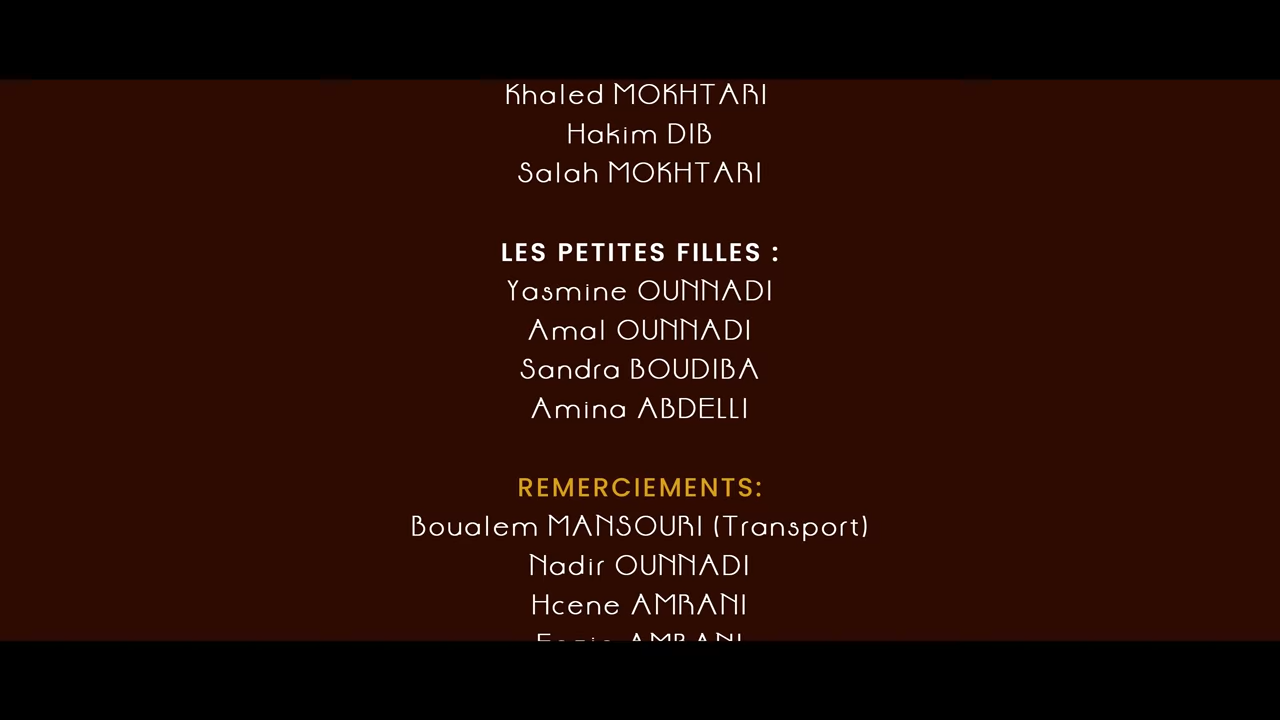 Khaled MOKHTARI
Hakim DIB
Salah MOKHTARI
LES PETITES FILLES :
Yasmine OUNNADI
Amal OUNNADI
Sandra BOUDIBA
Amina ABDELLI
REMERCIEMENTS:
Boualem MANSOURI (Transport)
Nadir OUNNADI
Hcene AMRANI
AMRANI